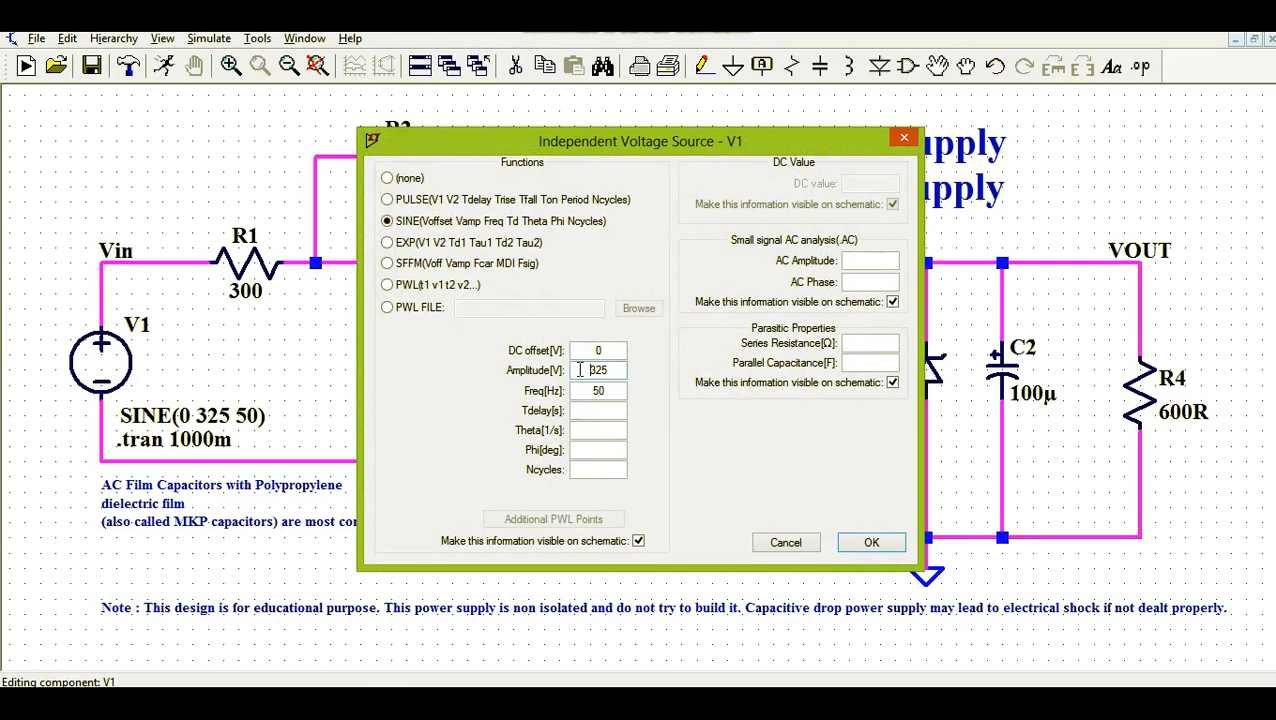 File Edit Hierarchy View Simulate Tools Window Help
Aa .op
Independent Voltage Source - V1
Functions
(none)
PULSE(V1 V2 Tdelay Trise Tfall Ton Period Ncycles)
SINE(Voffset Vamp Freq Td Theta Phi Ncycles)
EXP(V1 V2 Td1 Tau1 Td2 Tau2)
SFFM(Voff Vamp Fcar MDI Fsig)
PWL(t1 v1 t2 v2...)
PWL FILE:
Browse
DC offset[V]: 0
Amplitude[V]: 325
Freq[Hz]: 50
Tdelay[s]:
Theta[1/s]:
Phi[deg]:
Ncycles:
Additional PWL Points
Make this information visible on schematic:
DC Value
DC value:
Make this information visible on schematic:
Small signal AC analysis(.AC)
AC Amplitude:
AC Phase:
Make this information visible on schematic:
Parasitic Properties
Series Resistance[Ω]:
Parallel Capacitance[F]:
Make this information visible on schematic:
Cancel
OK
upply
upply
Vin
R1
300
V1
SINE(0 325 50)
.tran 1000m
AC Film Capacitors with Polypropylene
dielectric film
(also called MKP capacitors) are most
VOUT
C2
100µ
R4
600R
Note : This design is for educational purpose. This power supply is non isolated and do not try to build it. Capacitive drop power supply may lead to electrical shock if not dealt properly.
Editing component: V1